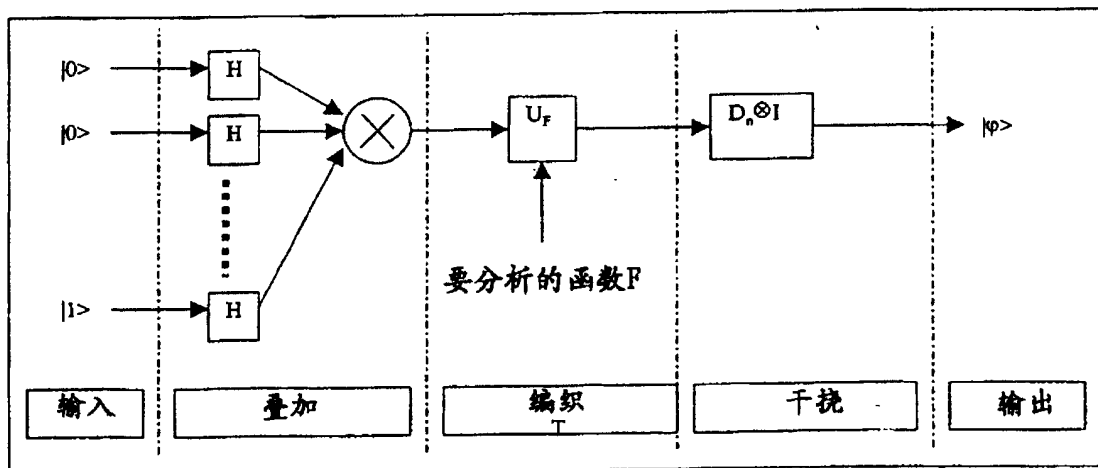 |0> H
|0> H
U_F
D_n⊗I
|φ>
要分析的函数F
|1> H
输入
叠加
编织
干挠
输出